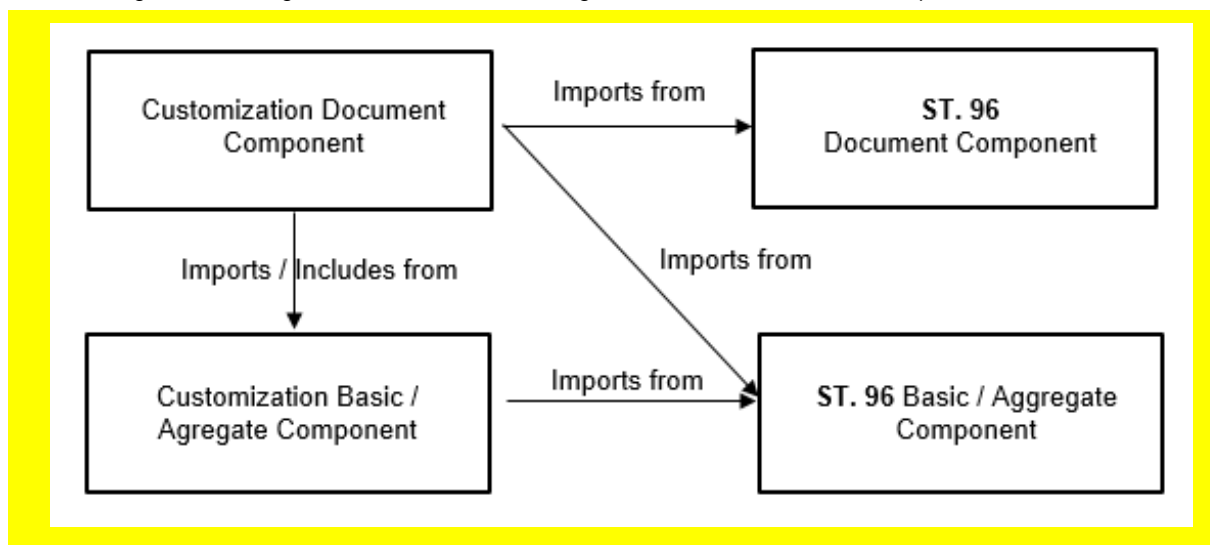 Imports from
Customization Document
Component
ST. 96
Document Component
Imports / Includes from
Imports from
Customization Basic /
Agregate Component
Imports from
ST. 96 Basic / Aggregate
Component